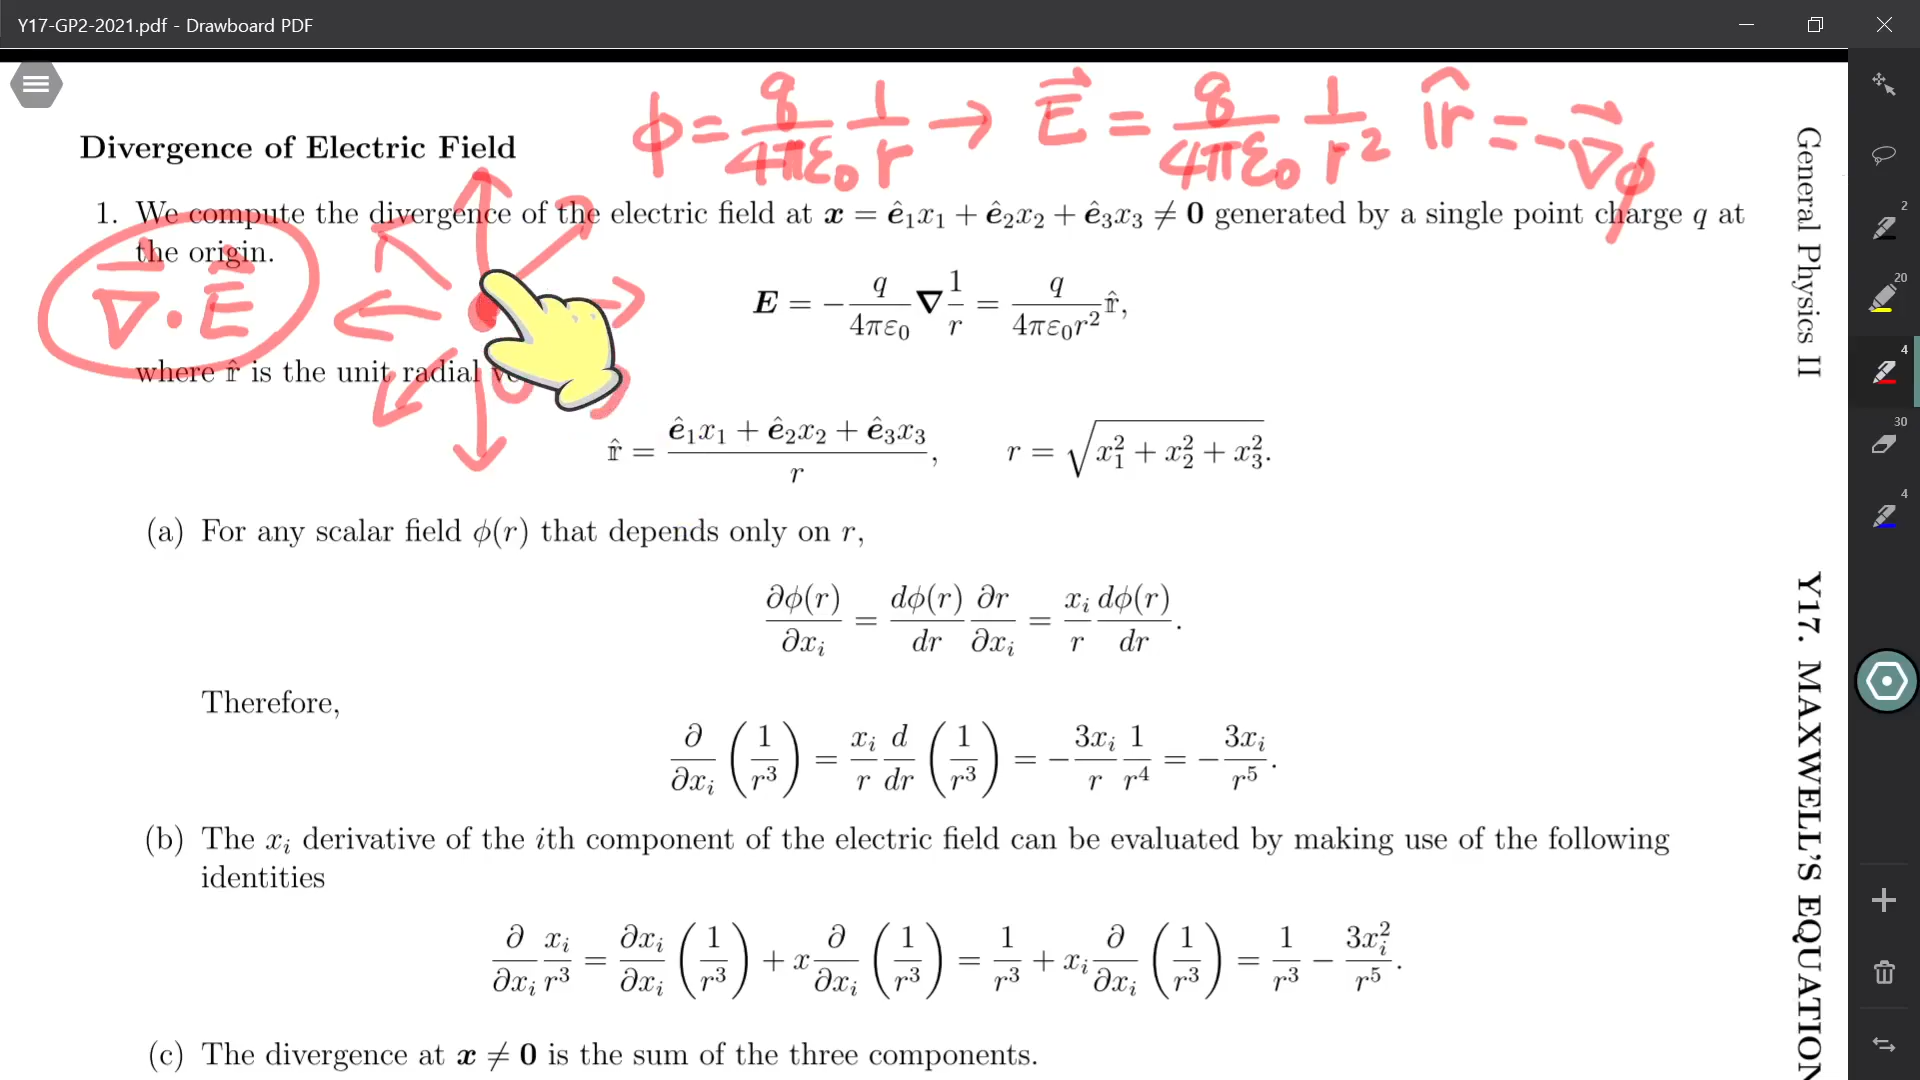 Y17-GP2-2021.pdf - Drawboard PDF
ϕ = q/4πε₀ 1/r → E⃗ = q/4πε₀ 1/r² r̂ = -∇⃗ϕ
Divergence of Electric Field
1. We compute the divergence of the electric field at x = ê₁x₁ + ê₂x₂ + ê₃x₃ ≠ 0 generated by a single point charge q at
the origin.
∇⃗ · E⃗
E = − q/4πε₀ ∇ 1/r = q/4πε₀r² r̂,
where r̂ is the unit radial
r̂ = (ê₁x₁ + ê₂x₂ + ê₃x₃)/r, r = √(x₁² + x₂² + x₃²).
(a) For any scalar field ϕ(r) that depends only on r,
∂ϕ(r)/∂xᵢ = dϕ(r)/dr ∂r/∂xᵢ = xᵢ/r dϕ(r)/dr.
Therefore,
∂/∂xᵢ (1/r³) = xᵢ/r d/dr (1/r³) = − 3xᵢ/r 1/r⁴ = − 3xᵢ/r⁵.
(b) The xᵢ derivative of the ith component of the electric field can be evaluated by making use of the following
identities
∂/∂xᵢ xᵢ/r³ = ∂xᵢ/∂xᵢ (1/r³) + x ∂/∂xᵢ (1/r³) = 1/r³ + xᵢ ∂/∂xᵢ (1/r³) = 1/r³ − 3xᵢ²/r⁵.
(c) The divergence at x ≠ 0 is the sum of the three components.
General Physics II
Y17. MAXWELL'S EQUATION
2
20
4
30
4